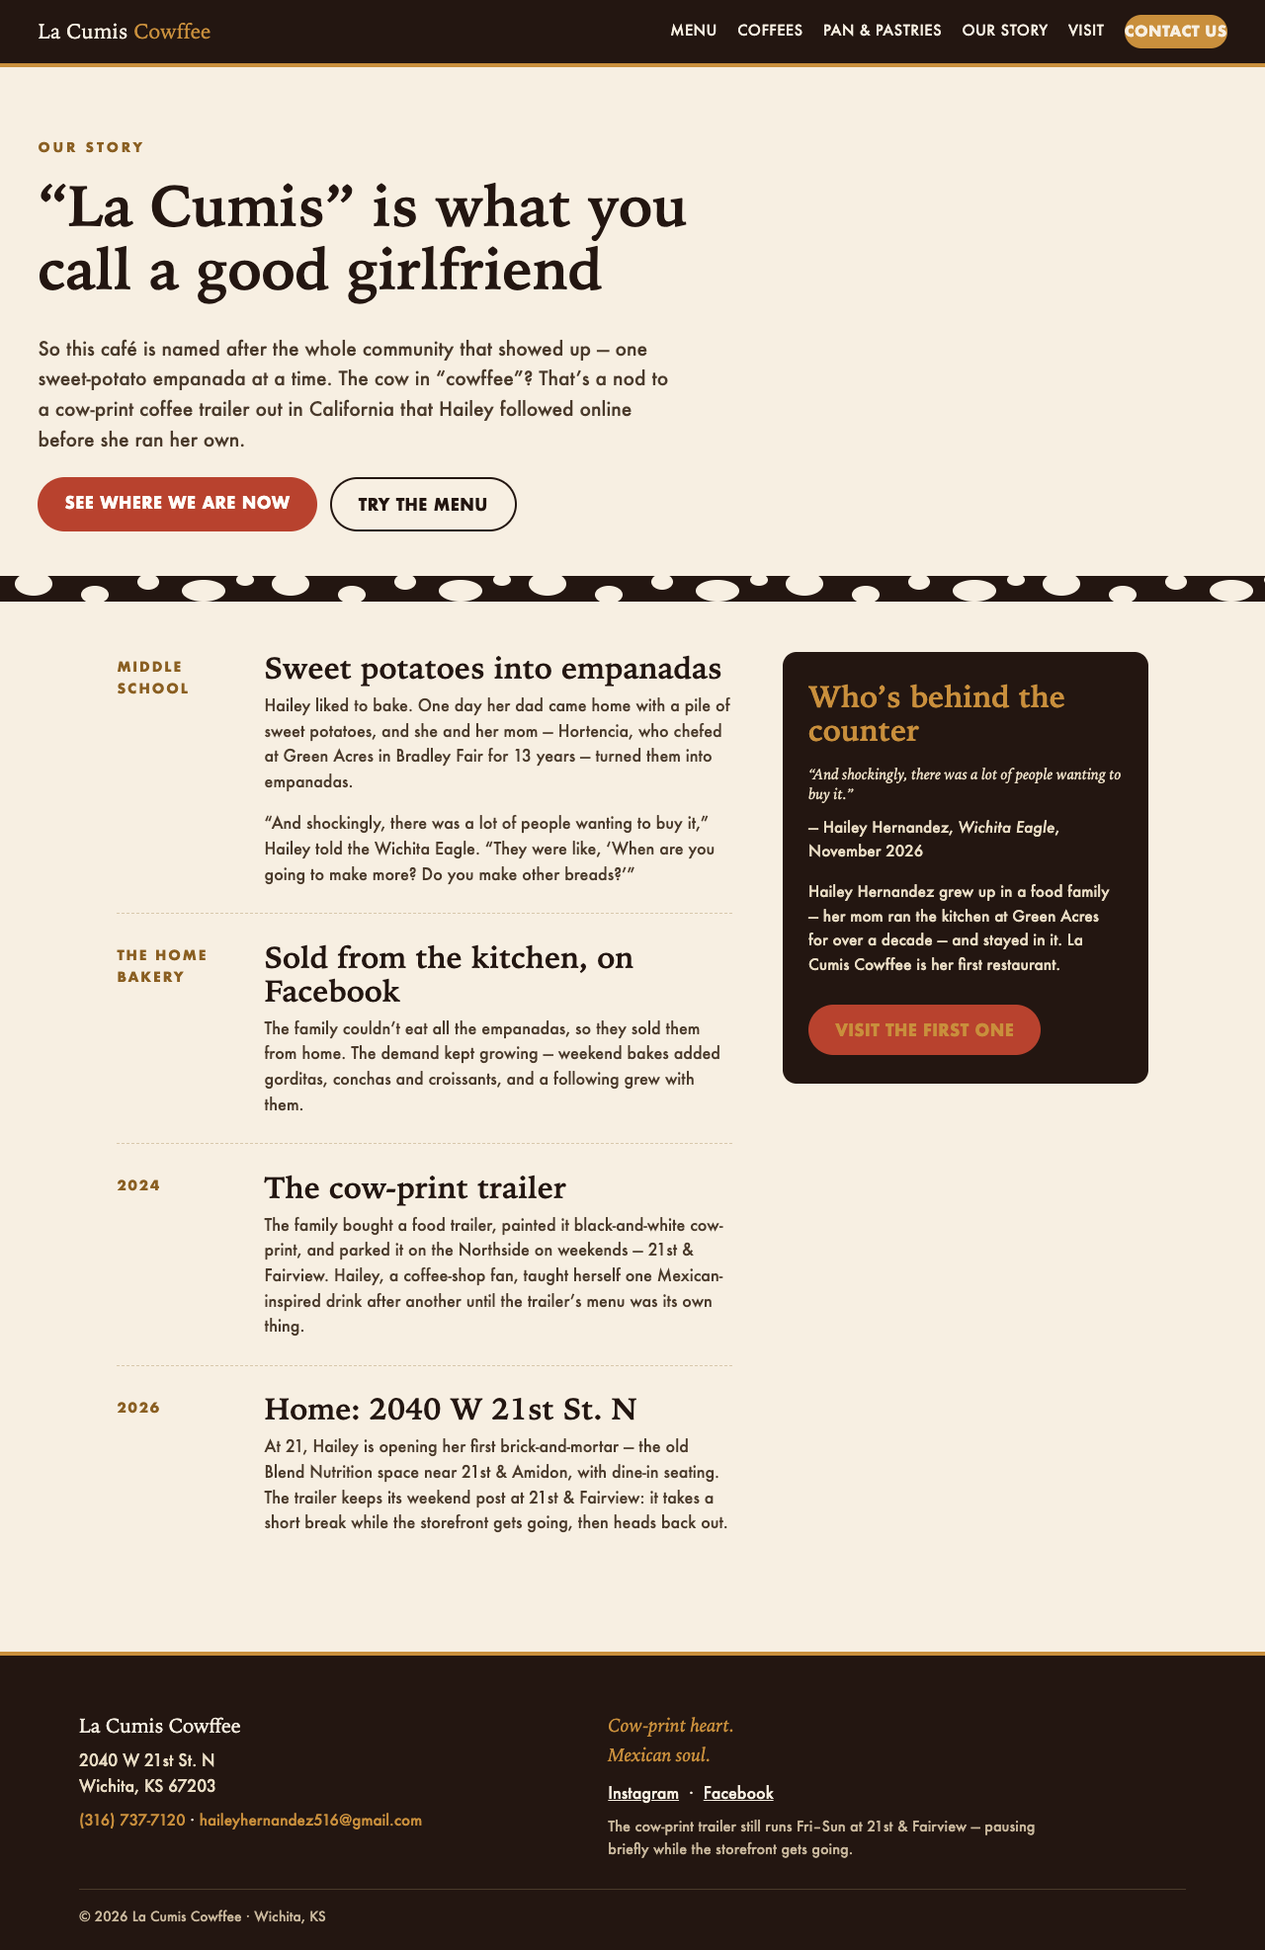 La Cumis Cowffee
MENU
COFFEES
PAN & PASTRIES
OUR STORY
VISIT
CONTACT US
OUR STORY
“La Cumis” is what you
call a good girlfriend
So this café is named after the whole community that showed up — one
sweet-potato empanada at a time. The cow in “cowffee”? That’s a nod to
a cow-print coffee trailer out in California that Hailey followed online
before she ran her own.
SEE WHERE WE ARE NOW
TRY THE MENU
MIDDLE
SCHOOL
Sweet potatoes into empanadas
Hailey liked to bake. One day her dad came home with a pile of
sweet potatoes, and she and her mom — Hortencia, who chefed
at Green Acres in Bradley Fair for 13 years — turned them into
empanadas.
“And shockingly, there was a lot of people wanting to buy it,”
Hailey told the Wichita Eagle. “They were like, ‘When are you
going to make more? Do you make other breads?’”
THE HOME
BAKERY
Sold from the kitchen, on
Facebook
The family couldn’t eat all the empanadas, so they sold them
from home. The demand kept growing — weekend bakes added
gorditas, conchas and croissants, and a following grew with
them.
2024
The cow-print trailer
The family bought a food trailer, painted it black-and-white cow-
print, and parked it on the Northside on weekends — 21st &
Fairview. Hailey, a coffee-shop fan, taught herself one Mexican-
inspired drink after another until the trailer’s menu was its own
thing.
2026
Home: 2040 W 21st St. N
At 21, Hailey is opening her first brick-and-mortar — the old
Blend Nutrition space near 21st & Amidon, with dine-in seating.
The trailer keeps its weekend post at 21st & Fairview: it takes a
short break while the storefront gets going, then heads back out.
Who’s behind the
counter
“And shockingly, there was a lot of people wanting to
buy it.”
— Hailey Hernandez, Wichita Eagle,
November 2026
Hailey Hernandez grew up in a food family
— her mom ran the kitchen at Green Acres
for over a decade — and stayed in it. La
Cumis Cowffee is her first restaurant.
VISIT THE FIRST ONE
La Cumis Cowffee
2040 W 21st St. N
Wichita, KS 67203
(316) 737-7120 · haileyhernandez516@gmail.com
Cow-print heart.
Mexican soul.
Instagram · Facebook
The cow-print trailer still runs Fri–Sun at 21st & Fairview — pausing
briefly while the storefront gets going.
© 2026 La Cumis Cowffee · Wichita, KS